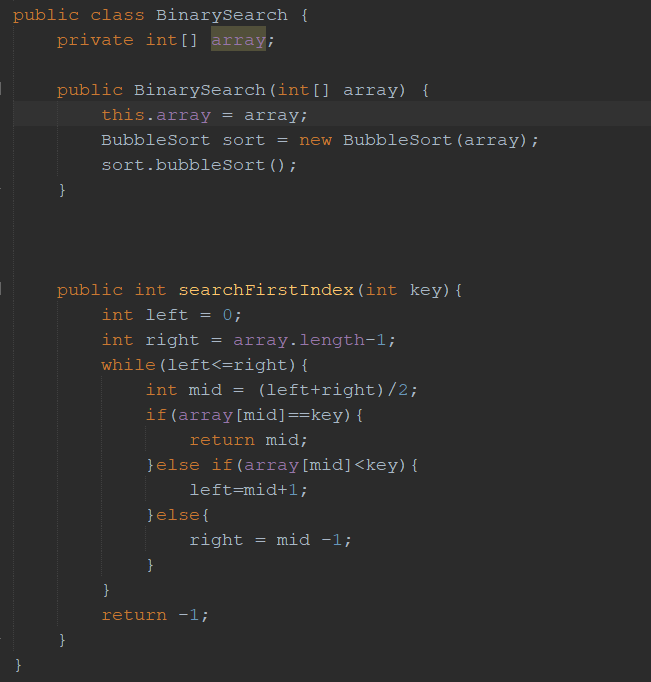 public class BinarySearch {
    private int[] array;
    public BinarySearch(int[] array) {
        this.array = array;
        BubbleSort sort = new BubbleSort(array);
        sort.bubbleSort();
    }
    public int searchFirstIndex(int key){
        int left = 0;
        int right = array.length-1;
        while(left<=right){
            int mid = (left+right)/2;
            if(array[mid]==key){
                return mid;
            }else if(array[mid]<key){
                left=mid+1;
            }else{
                right = mid -1;
            }
        }
        return -1;
    }
}